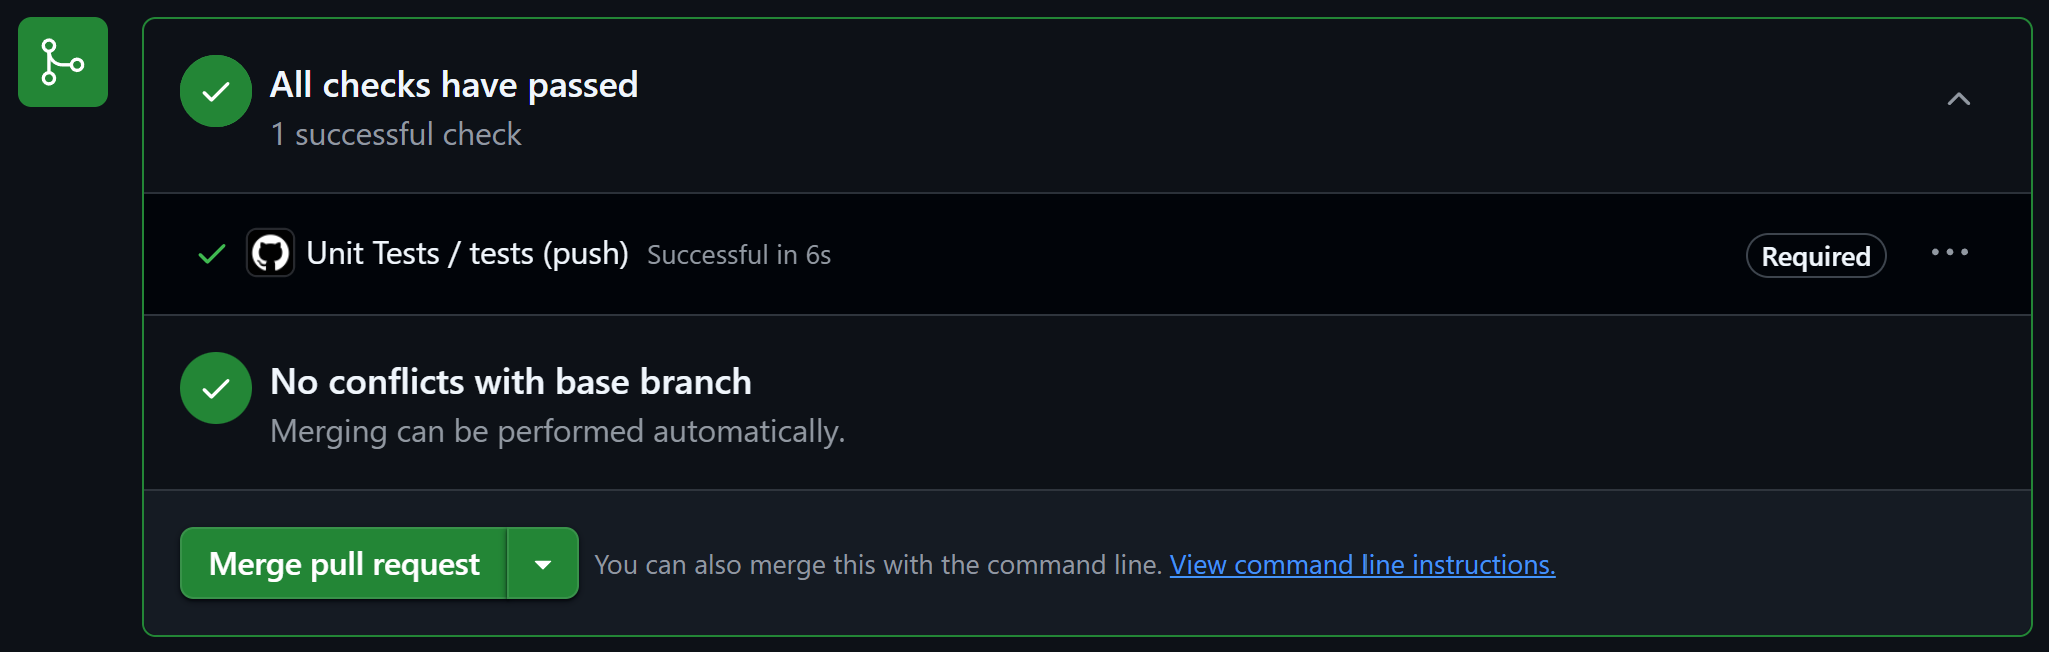 All checks have passed
1 successful check
Unit Tests / tests (push) Successful in 6s Required
No conflicts with base branch
Merging can be performed automatically.
Merge pull request You can also merge this with the command line. View command line instructions.